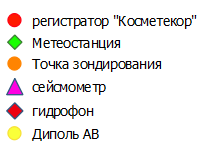 регистратор "Косметекор"
Метеостанция
Точка зондирования
сейсмометр
гидрофон
Диполь АВ